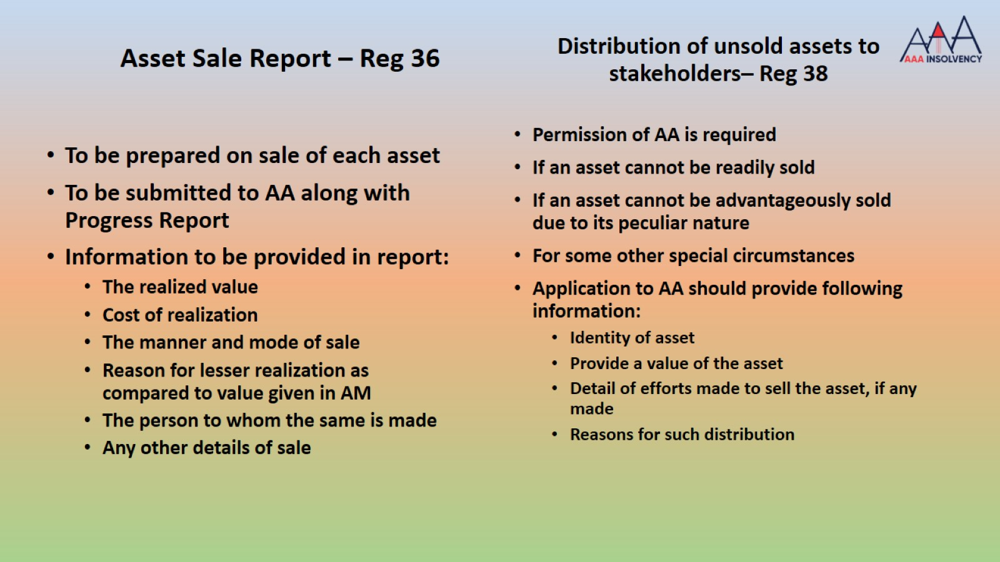 Asset Sale Report – Reg 36
• To be prepared on sale of each asset
• To be submitted to AA along with
Progress Report
• Information to be provided in report:
• The realized value
• Cost of realization
• The manner and mode of sale
• Reason for lesser realization as
compared to value given in AM
• The person to whom the same is made
• Any other details of sale
Distribution of unsold assets to
stakeholders– Reg 38
• Permission of AA is required
• If an asset cannot be readily sold
• If an asset cannot be advantageously sold
due to its peculiar nature
• For some other special circumstances
• Application to AA should provide following
information:
• Identity of asset
• Provide a value of the asset
• Detail of efforts made to sell the asset, if any
made
• Reasons for such distribution
AAA
AAA INSOLVENCY